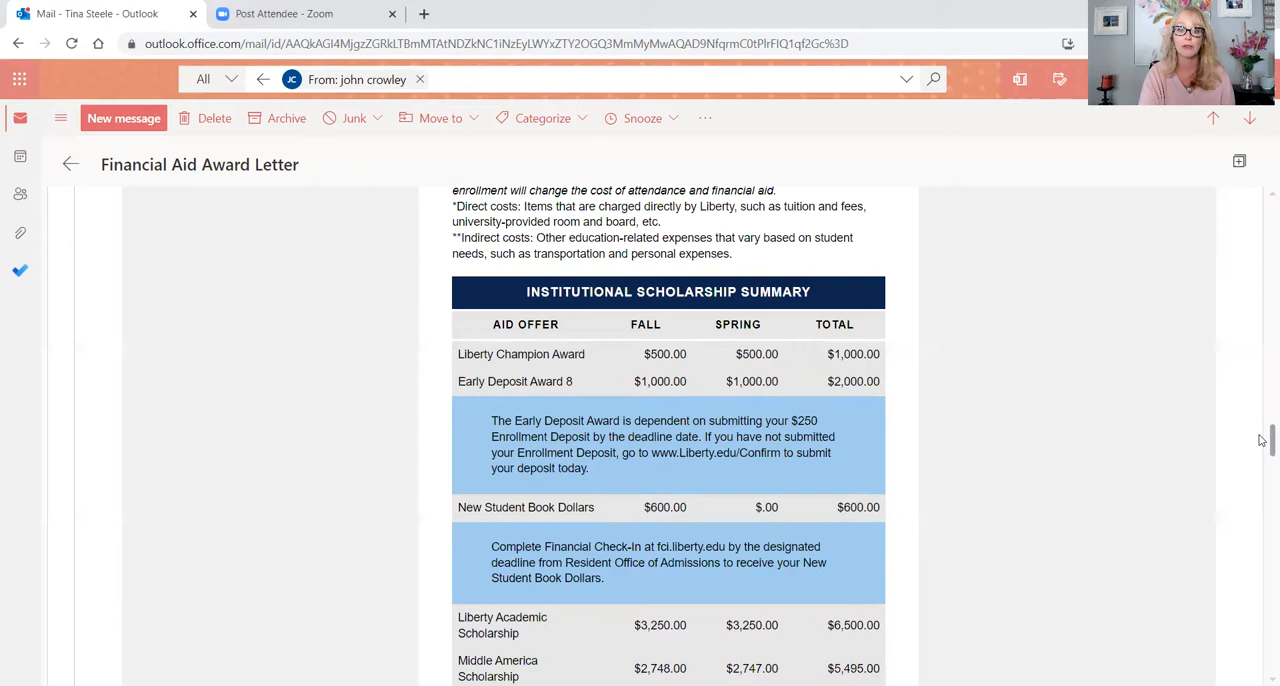 Mail - Tina Steele - Outlook
Post Attendee - Zoom
outlook.office.com/mail/id/AAQkAGI4MjgzZGRkLTBmMTAtNDZkNC1iNzEyLWYxZTY2OGQ3MmMyMwAQAD9NfqrmC0tPlrFIQ1qf2Gc%3D
All
JC From: john crowley
New message Delete Archive Junk Move to Categorize Snooze
Financial Aid Award Letter
enrollment will change the cost of attendance and financial aid.
*Direct costs: Items that are charged directly by Liberty, such as tuition and fees,
university-provided room and board, etc.
**Indirect costs: Other education-related expenses that vary based on student
needs, such as transportation and personal expenses.
INSTITUTIONAL SCHOLARSHIP SUMMARY
AID OFFER FALL SPRING TOTAL
Liberty Champion Award $500.00 $500.00 $1,000.00
Early Deposit Award 8 $1,000.00 $1,000.00 $2,000.00
The Early Deposit Award is dependent on submitting your $250
Enrollment Deposit by the deadline date. If you have not submitted
your Enrollment Deposit, go to www.Liberty.edu/Confirm to submit
your deposit today.
New Student Book Dollars $600.00 $.00 $600.00
Complete Financial Check-In at fci.liberty.edu by the designated
deadline from Resident Office of Admissions to receive your New
Student Book Dollars.
Liberty Academic
Scholarship $3,250.00 $3,250.00 $6,500.00
Middle America
Scholarship $2,748.00 $2,747.00 $5,495.00